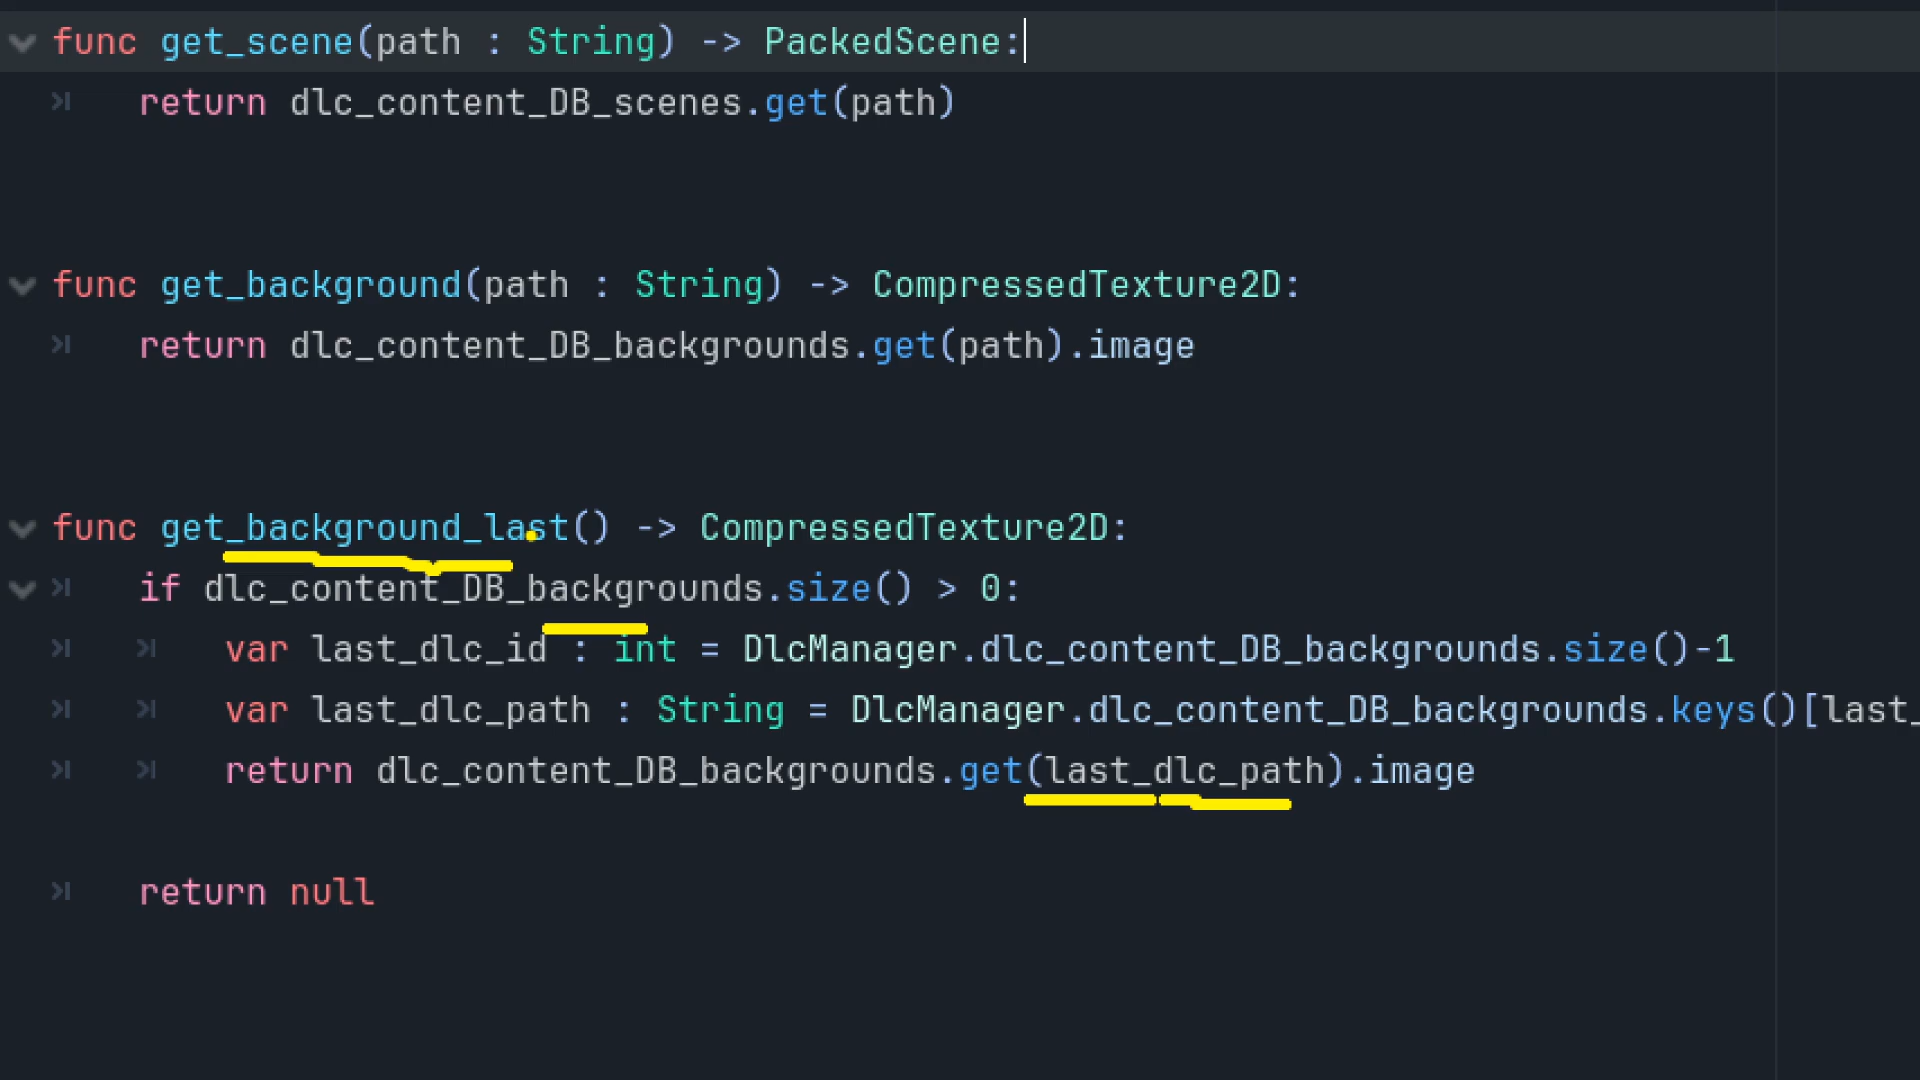 func get_scene(path : String) -> PackedScene:
return dlc_content_DB_scenes.get(path)
func get_background(path : String) -> CompressedTexture2D:
return dlc_content_DB_backgrounds.get(path).image
func get_background_last() -> CompressedTexture2D:
if dlc_content_DB_backgrounds.size() > 0:
var last_dlc_id : int = DlcManager.dlc_content_DB_backgrounds.size()-1
var last_dlc_path : String = DlcManager.dlc_content_DB_backgrounds.keys()[last_
return dlc_content_DB_backgrounds.get(last_dlc_path).image
return null